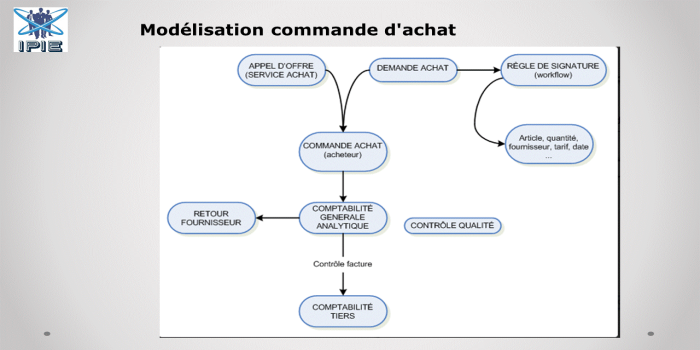 IPIE
Modélisation commande d'achat
APPEL D'OFFRE
(SERVICE ACHAT)
DEMANDE ACHAT
RÈGLE DE SIGNATURE
(workflow)
Article, quantité,
fournisseur, tarif, date
...
COMMANDE ACHAT
(acheteur)
COMPTABILITÉ
GENERALE
ANALYTIQUE
RETOUR
FOURNISSEUR
CONTRÔLE QUALITÉ
Contrôle facture
COMPTABILITÉ
TIERS